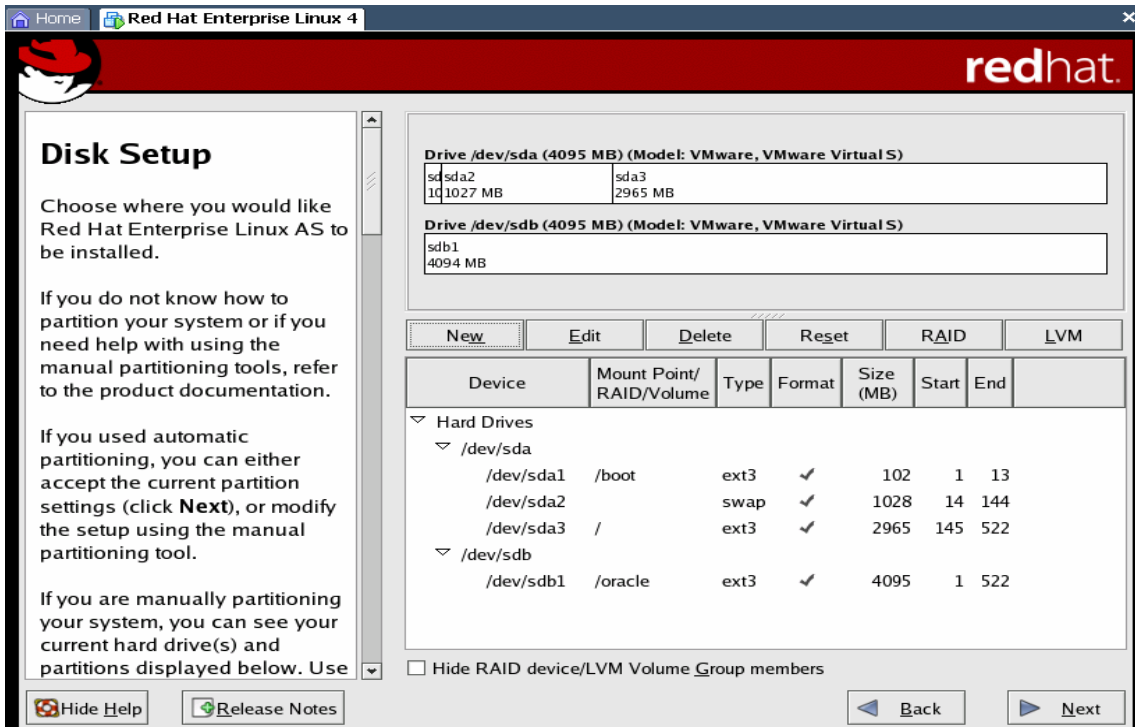 Home
Red Hat Enterprise Linux 4
redhat.
Disk Setup
Choose where you would like
Red Hat Enterprise Linux AS to
be installed.
If you do not know how to
partition your system or if you
need help with using the
manual partitioning tools, refer
to the product documentation.
If you used automatic
partitioning, you can either
accept the current partition
settings (click Next), or modify
the setup using the manual
partitioning tool.
If you are manually partitioning
your system, you can see your
current hard drive(s) and
partitions displayed below. Use
Drive /dev/sda (4095 MB) (Model: VMware, VMware Virtual S)
sd sda2 sda3
10 1027 MB 2965 MB
Drive /dev/sdb (4095 MB) (Model: VMware, VMware Virtual S)
sdb1
4094 MB
New Edit Delete Reset RAID LVM
Device Mount Point/ RAID/Volume Type Format Size (MB) Start End
Hard Drives
/dev/sda
/dev/sda1 /boot ext3 ✓ 102 1 13
/dev/sda2 swap ✓ 1028 14 144
/dev/sda3 / ext3 ✓ 2965 145 522
/dev/sdb
/dev/sdb1 /oracle ext3 ✓ 4095 1 522
Hide RAID device/LVM Volume Group members
Hide Help Release Notes Back Next